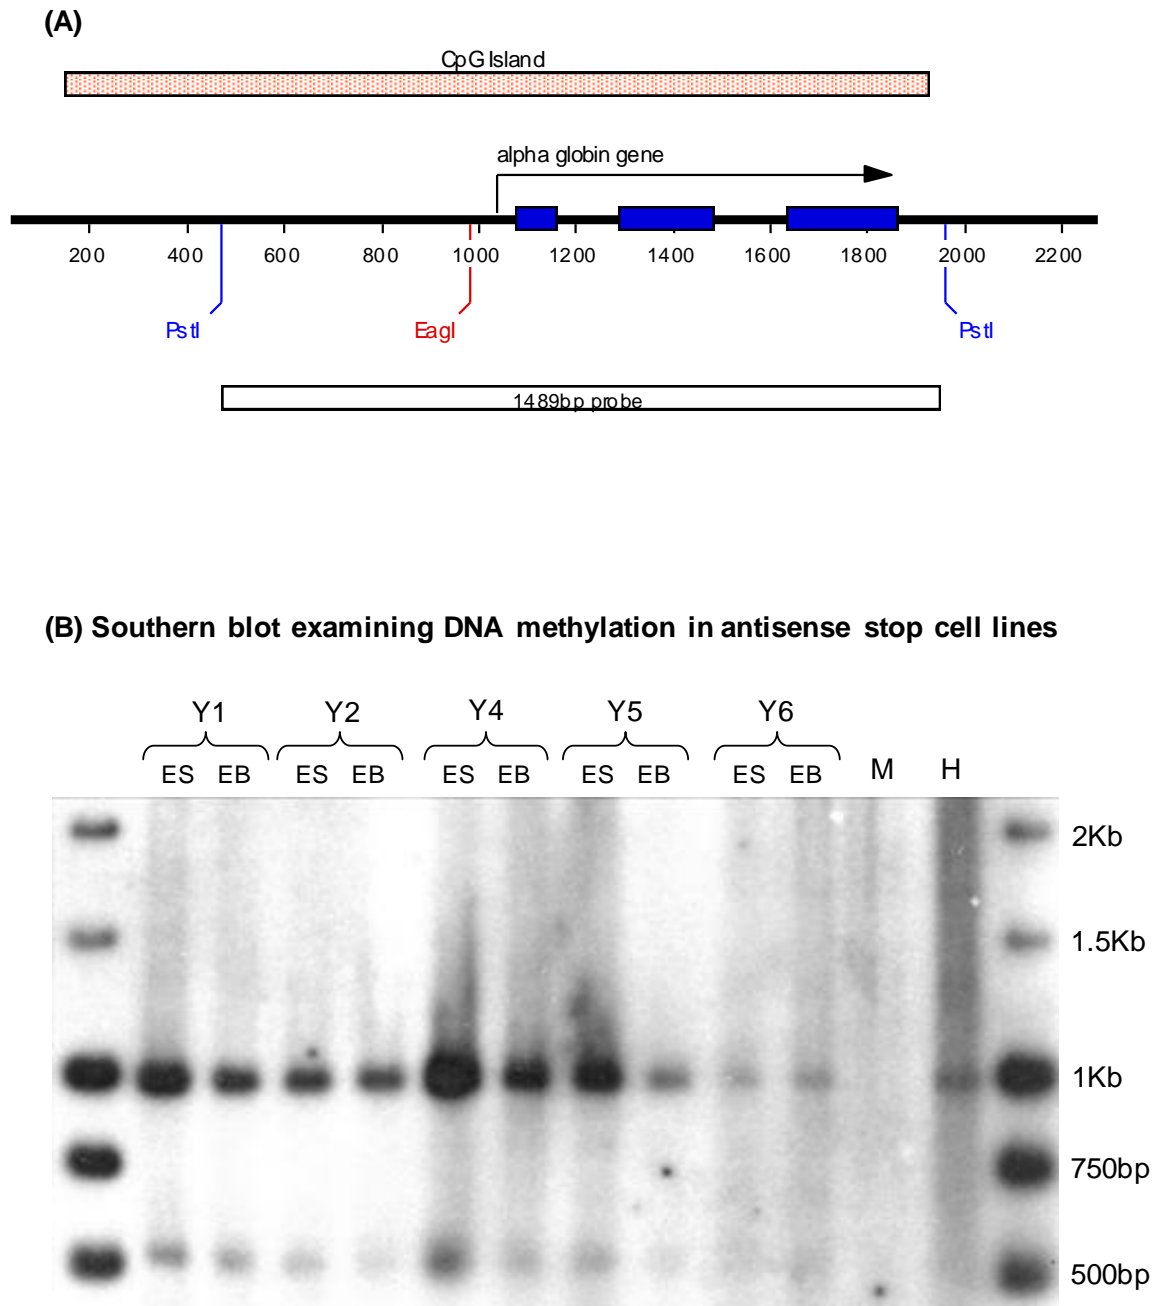 (A)
CpG Island
alpha globin gene
200 400 600 800 1000 1200 1400 1600 1800 2000 2200
PstI EagI PstI
1489bp probe
(B) Southern blot examining DNA methylation in antisense stop cell lines
Y1 Y2 Y4 Y5 Y6
ES EB ES EB ES EB ES EB ES EB M H
2Kb
1.5Kb
1Kb
750bp
500bp